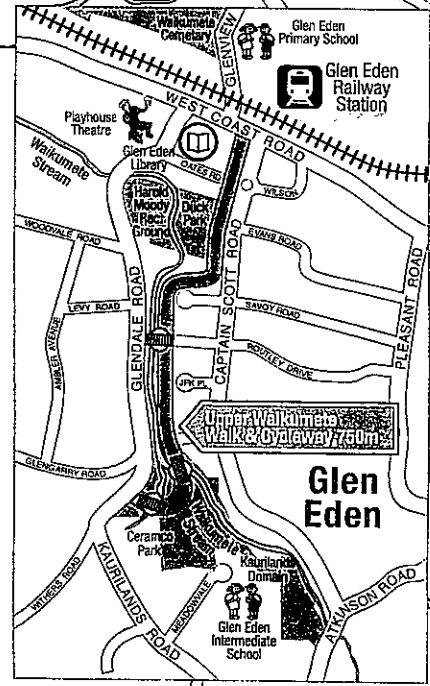 Waikumete
Cemetery
GLENVIEW
Glen Eden
Primary School
Glen Eden
Railway
Station
WEST COAST ROAD
Playhouse
Theatre
Glen Eden
Library
OATES RD
WILSON
Waikumete
Stream
Harold
Moody
Rec.
Ground
Duck
Park
WOODVALE ROAD
EVANS ROAD
CAPTAIN SCOTT ROAD
PLEASANT ROAD
GLENDALE ROAD
LEVY ROAD
SAVOY ROAD
AMBLER AVENUE
ROUTLEY DRIVE
JFK PL
Upper Waikumete
Walk & Cycleway 750m
GLENGARRY ROAD
Glen
Eden
Waikumete
Stream
Ceramco
Park
Kaurilands
Domain
WITHERS ROAD
KAURILANDS ROAD
MEADOWVALE
ATKINSON ROAD
Glen Eden
Intermediate
School